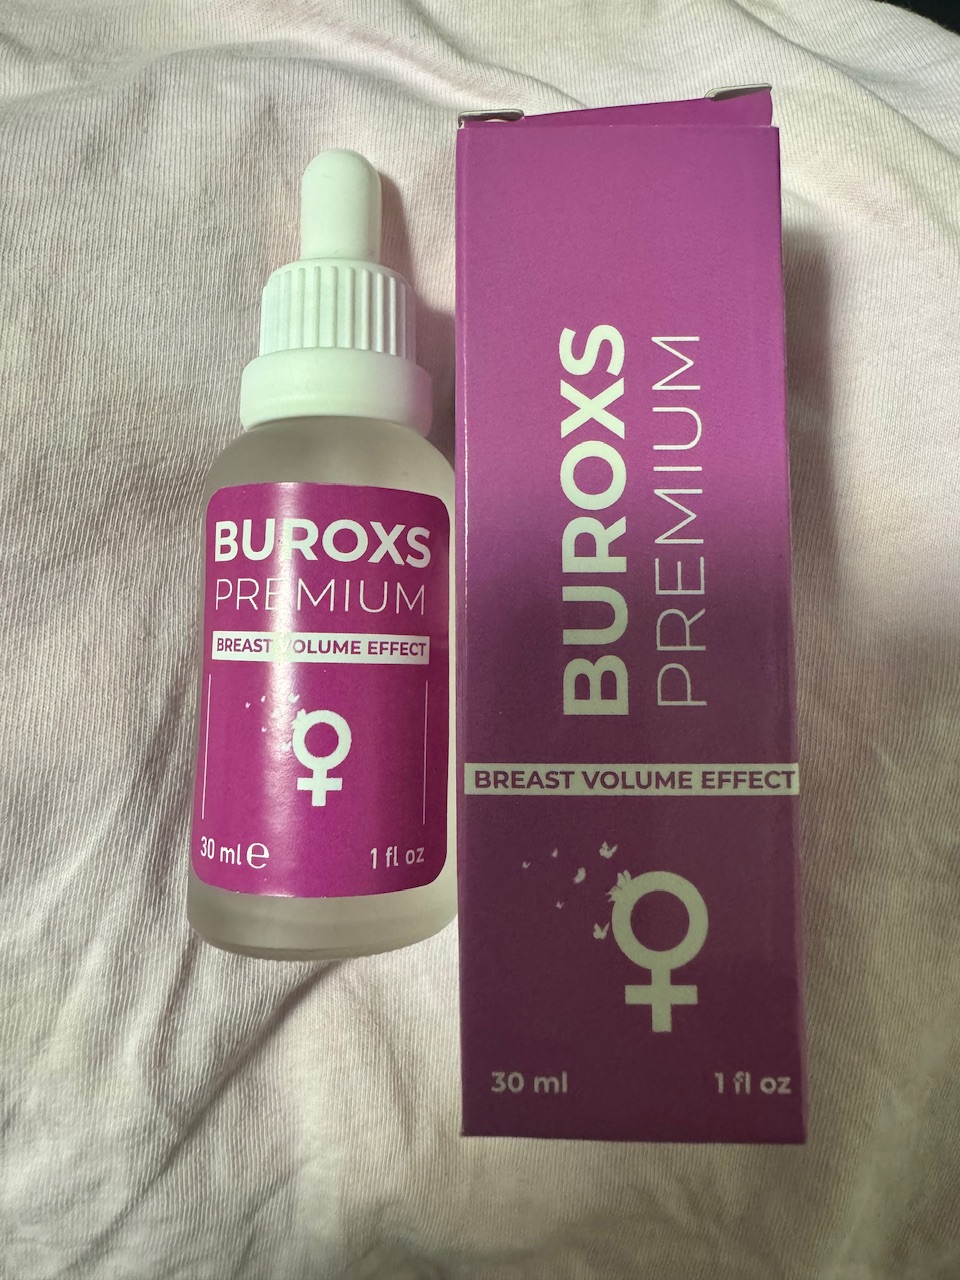 BUROXS
PREMIUM
BREAST VOLUME EFFECT
30 ml e
1 fl oz
BUROXS
PREMIUM
BREAST VOLUME EFFECT
30 ml
1 fl oz